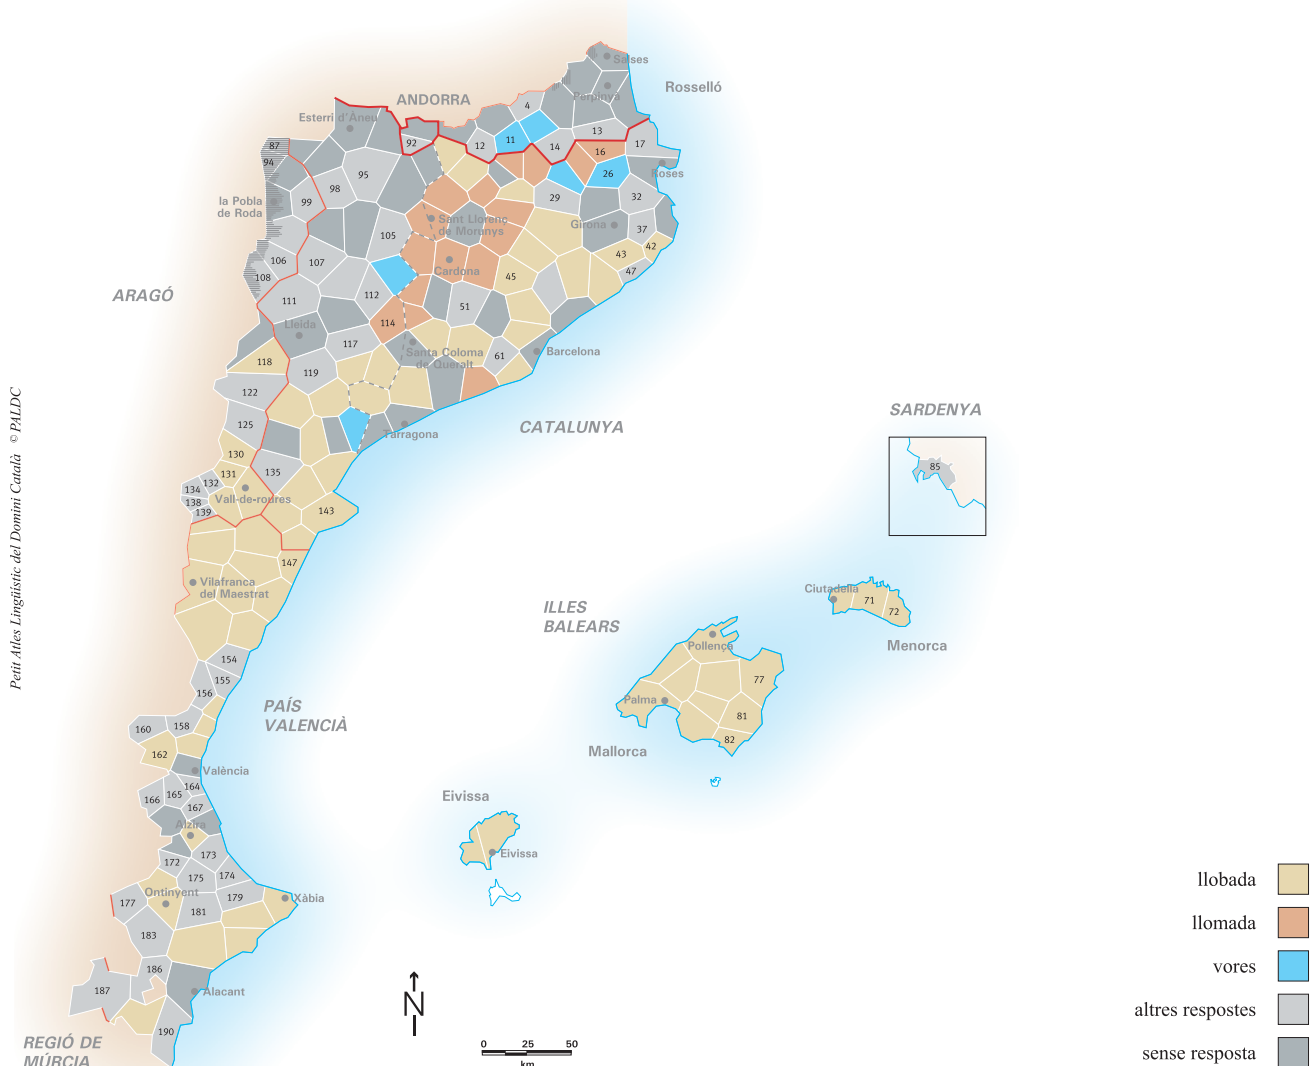 Salses
Perpinyà
Rosselló
ANDORRA
Esterri d'Àneu
4
13
92
12
11
14
16
17
87
94
95
98
26
Roses
la Pobla
de Roda
99
29
32
Sant Llorenç
de Morunys
Girona
37
105
42
43
106
107
Cardona
45
47
108
ARAGÓ
112
111
51
114
Lleida
117
Santa Coloma
de Queralt
61
Barcelona
118
119
122
125
Tarragona
CATALUNYA
SARDENYA
130
131
132
134
135
138
139
Vall-de-roures
143
85
147
Vilafranca
del Maestrat
Ciutadella
71
72
Menorca
ILLES
BALEARS
Pollença
77
Palma
81
82
Mallorca
154
155
156
PAÍS
VALENCIÀ
158
160
162
València
164
165
166
167
Alzira
Eivissa
Eivissa
172
173
174
175
Ontinyent
177
179
Xàbia
181
183
186
187
Alacant
190
REGIÓ DE
MÚRCIA
N
0 25 50
km
llobada
llomada
vores
altres respostes
sense resposta
Petit Atles Lingüístic del Domini Català © PALDC